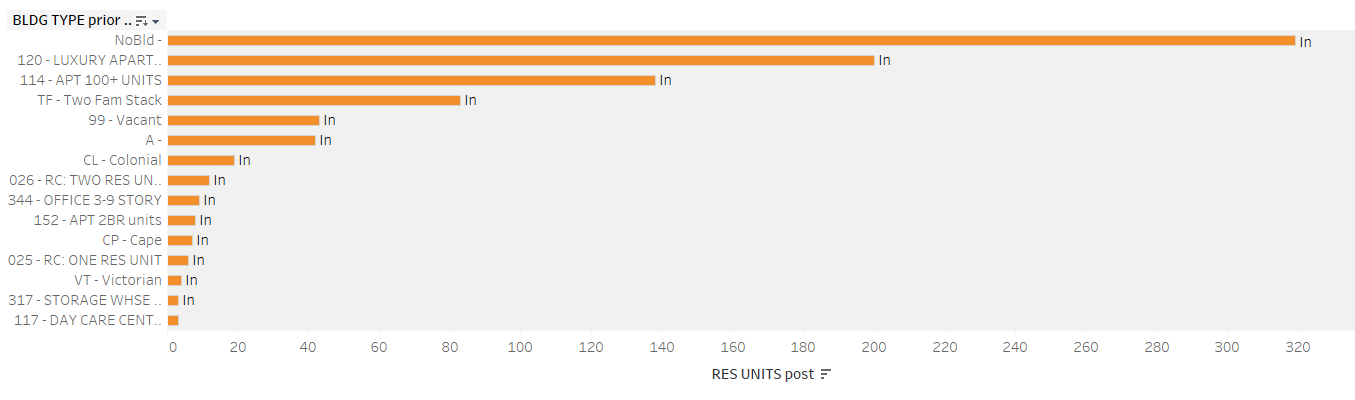 BLDG TYPE prior ..
NoBld - In
120 - LUXURY APART.. In
114 - APT 100+ UNITS In
TF - Two Fam Stack In
99 - Vacant In
A - In
CL - Colonial In
026 - RC: TWO RES UN.. In
344 - OFFICE 3-9 STORY In
152 - APT 2BR units In
CP - Cape In
025 - RC: ONE RES UNIT In
VT - Victorian In
317 - STORAGE WHSE .. In
117 - DAY CARE CENT..
0 20 40 60 80 100 120 140 160 180 200 220 240 260 280 300 320
RES UNITS post